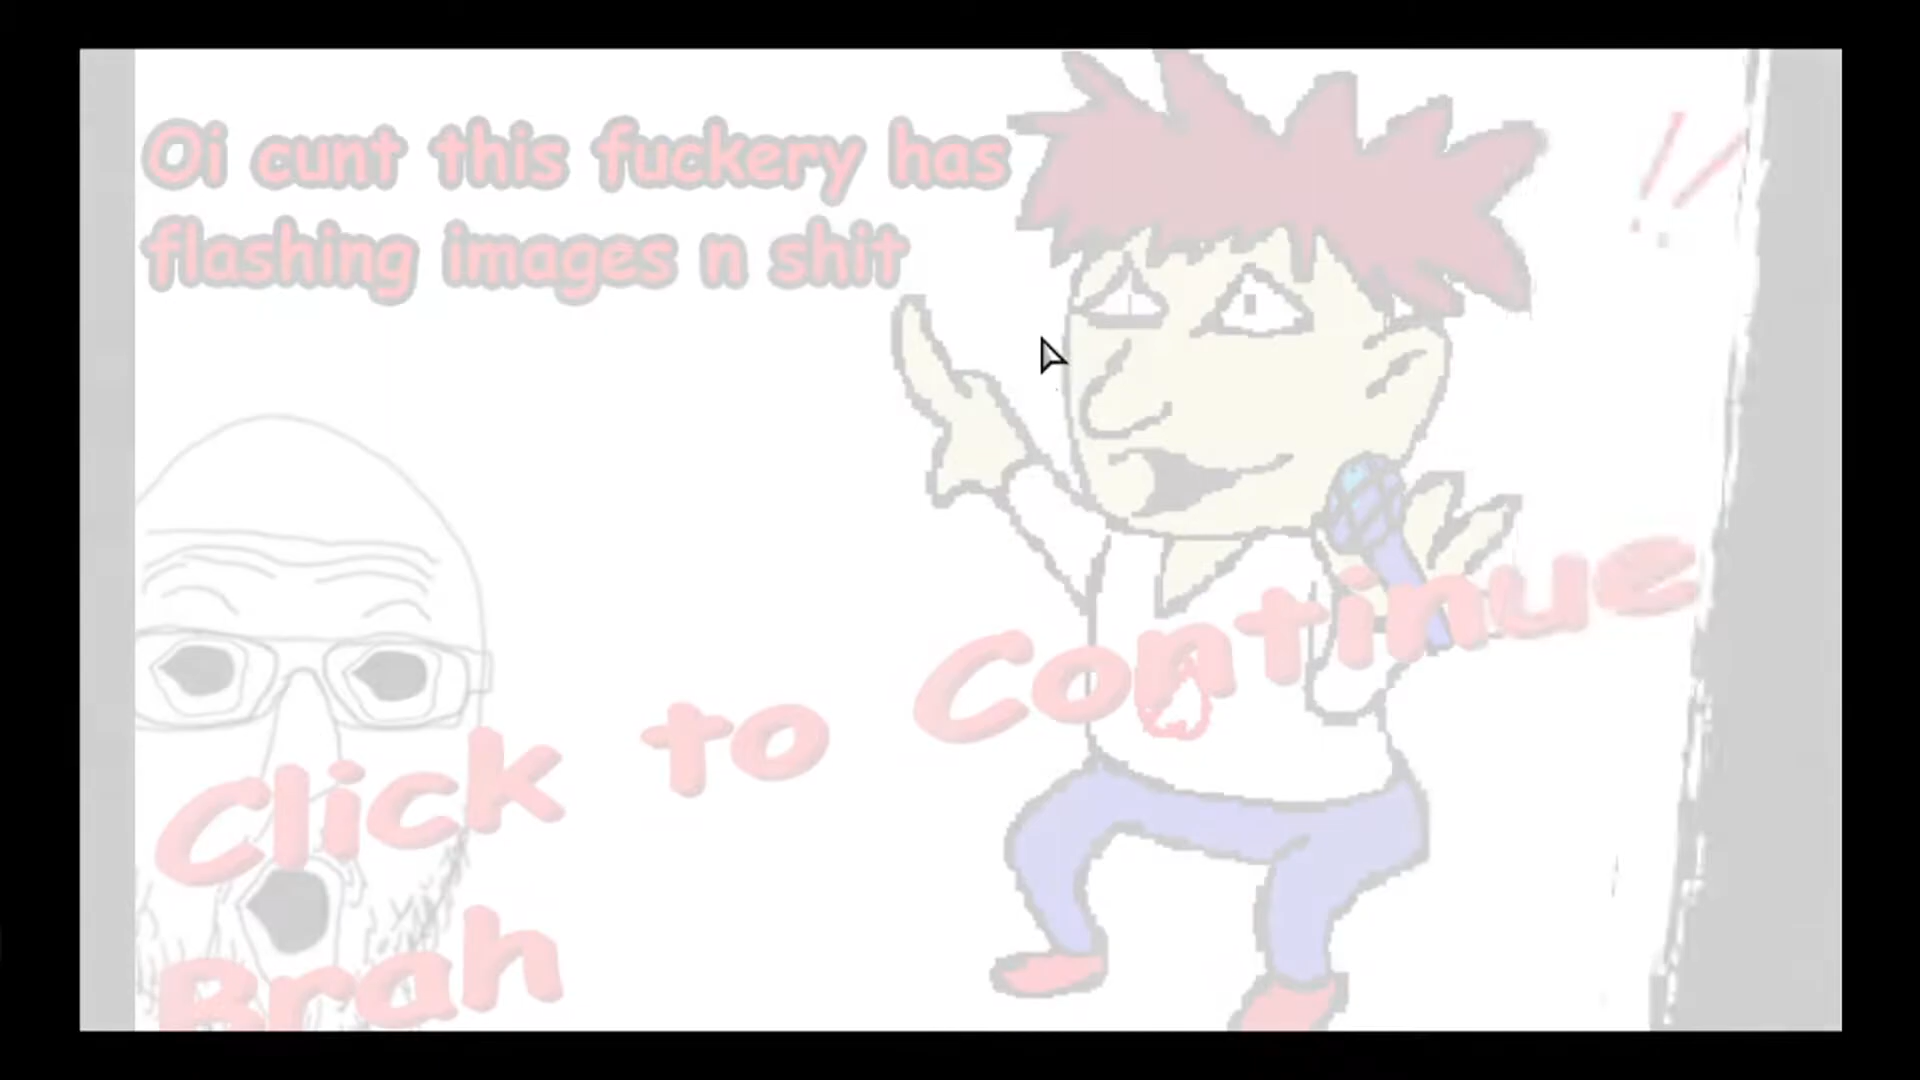 Oi cunt this fuckery has
flashing images n shit
!!
Click to Continue
Brah